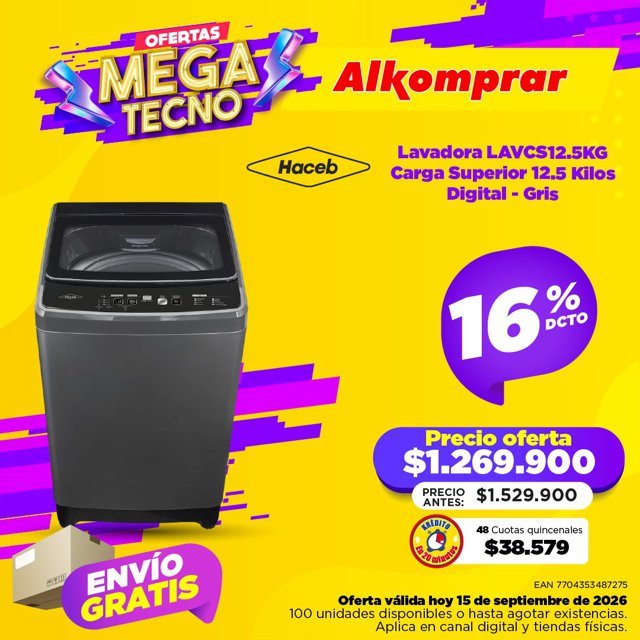 OFERTAS
MEGA
TECNO
Alkomprar
Haceb
Lavadora LAVCS12.5KG
Carga Superior 12.5 Kilos
Digital - Gris
16%
DCTO
Precio oferta
$1.269.900
PRECIO
ANTES:
$1.529.900
KRÉDITO
En 20 minutos
48 Cuotas quincenales
$38.579
ENVÍO
GRATIS
EAN 7704353487275
Oferta válida hoy 15 de septiembre de 2026
100 unidades disponibles o hasta agotar existencias.
Aplica en canal digital y tiendas físicas.